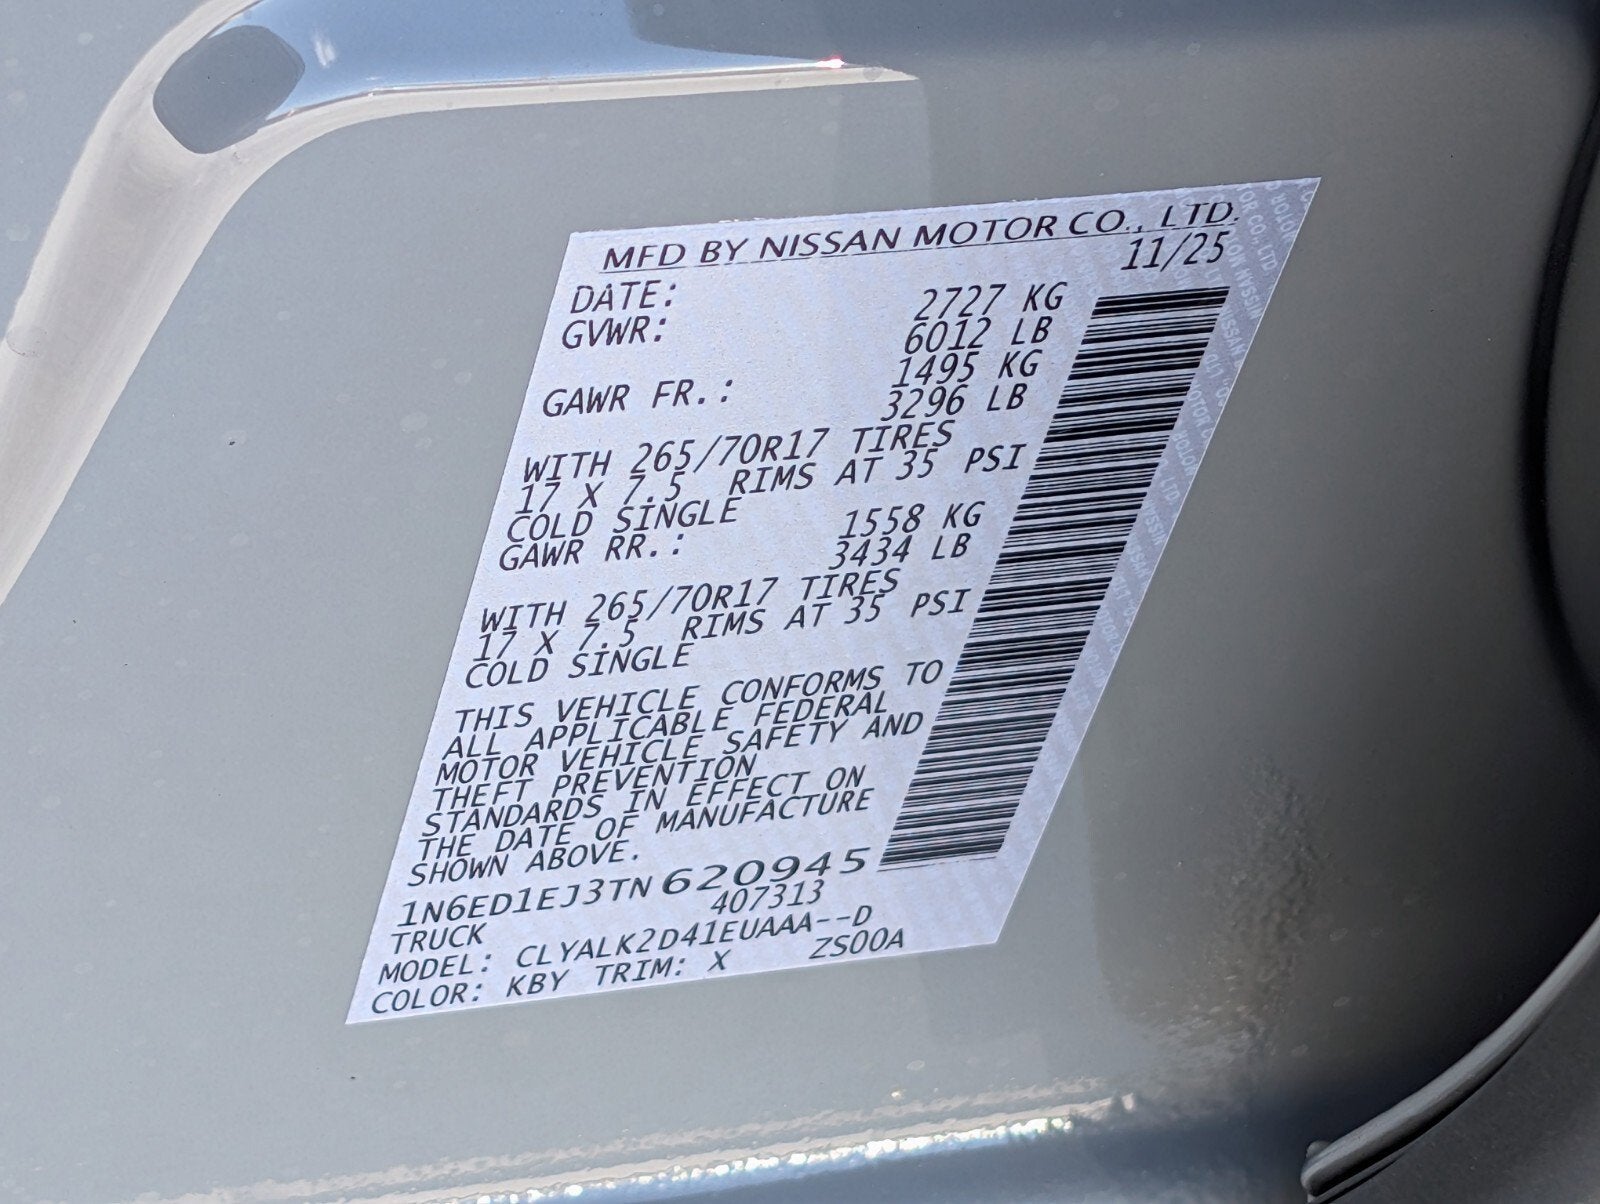 MFD BY NISSAN MOTOR CO., LTD.
DATE: 11/25
GVWR: 2727 KG
6012 LB
GAWR FR.: 1495 KG
3296 LB
WITH 265/70R17 TIRES
17 X 7.5 RIMS AT 35 PSI
COLD SINGLE
GAWR RR.: 1558 KG
3434 LB
WITH 265/70R17 TIRES
17 X 7.5 RIMS AT 35 PSI
COLD SINGLE
THIS VEHICLE CONFORMS TO
ALL APPLICABLE FEDERAL
MOTOR VEHICLE SAFETY AND
THEFT PREVENTION
STANDARDS IN EFFECT ON
THE DATE OF MANUFACTURE
SHOWN ABOVE.
1N6ED1EJ3TN620945
TRUCK 407313
MODEL: CLYALK2D41EUAAA--D
COLOR: KBY TRIM: X ZS00A